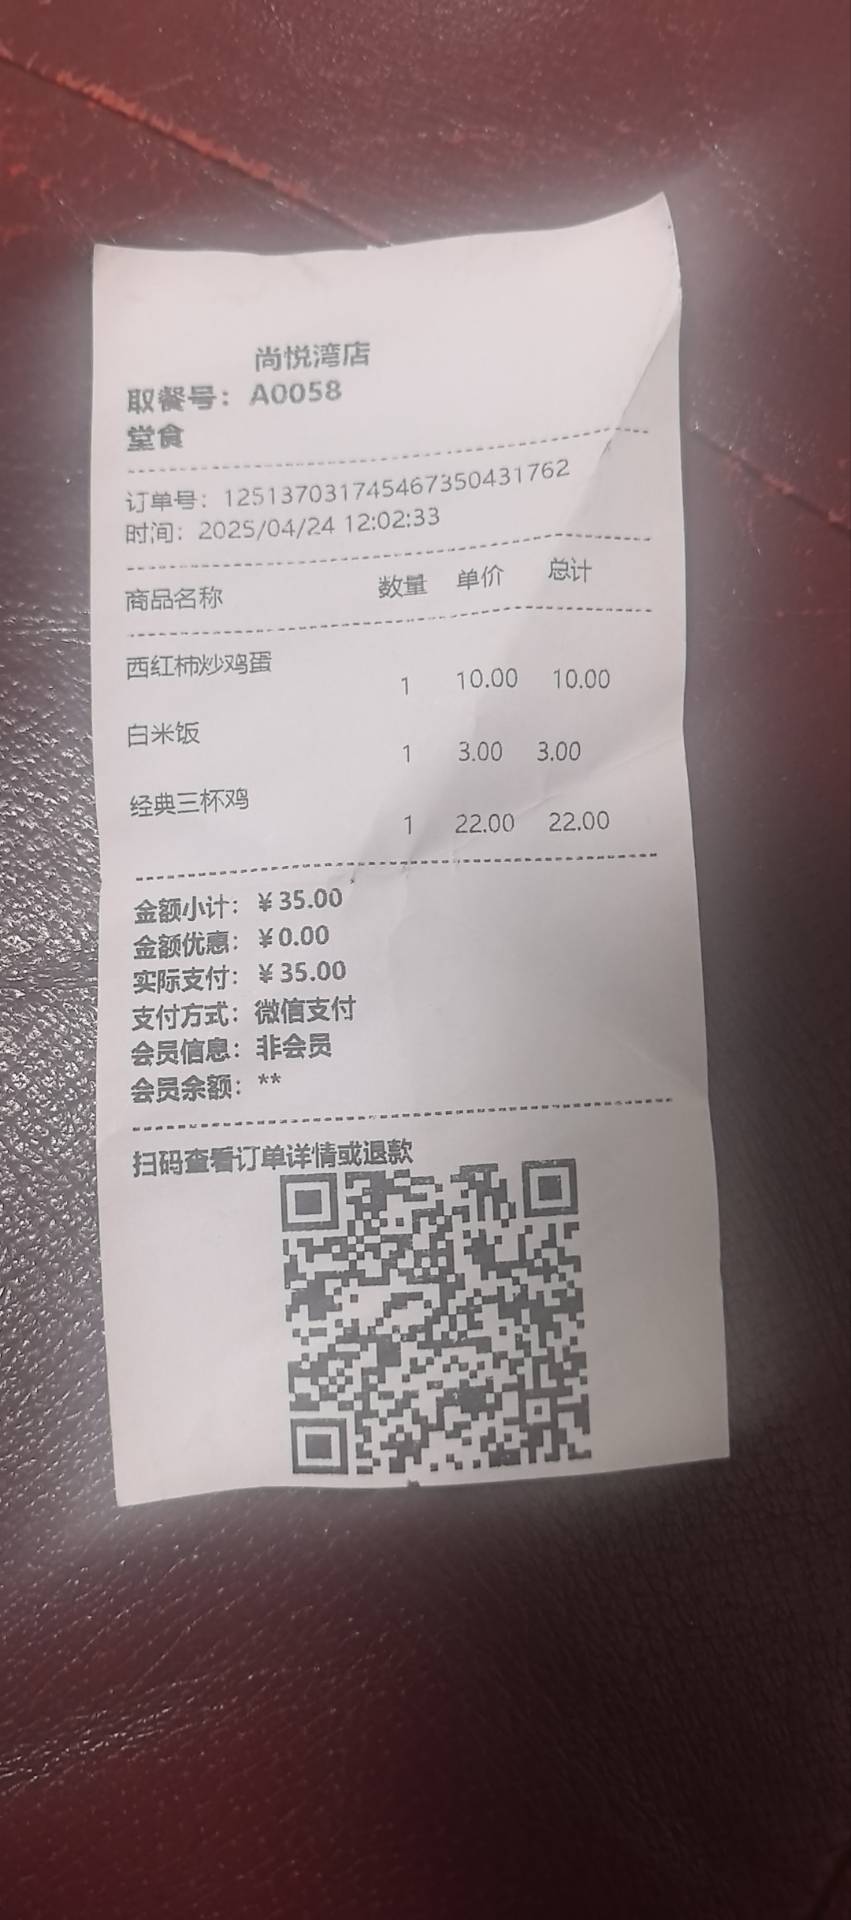 尚悦湾店
取餐号：A0058
堂食
订单号：1251370317454673504​31762
时间：2025/04/24 12:02:33
商品名称 数量 单价 总计
西红柿炒鸡蛋
1 10.00 10.00
白米饭
1 3.00 3.00
经典三杯鸡
1 22.00 22.00
金额小计：￥35.00
金额优惠：￥0.00
实际支付：￥35.00
支付方式：微信支付
会员信息：非会员
会员余额：**
扫码查看订单详情或退款